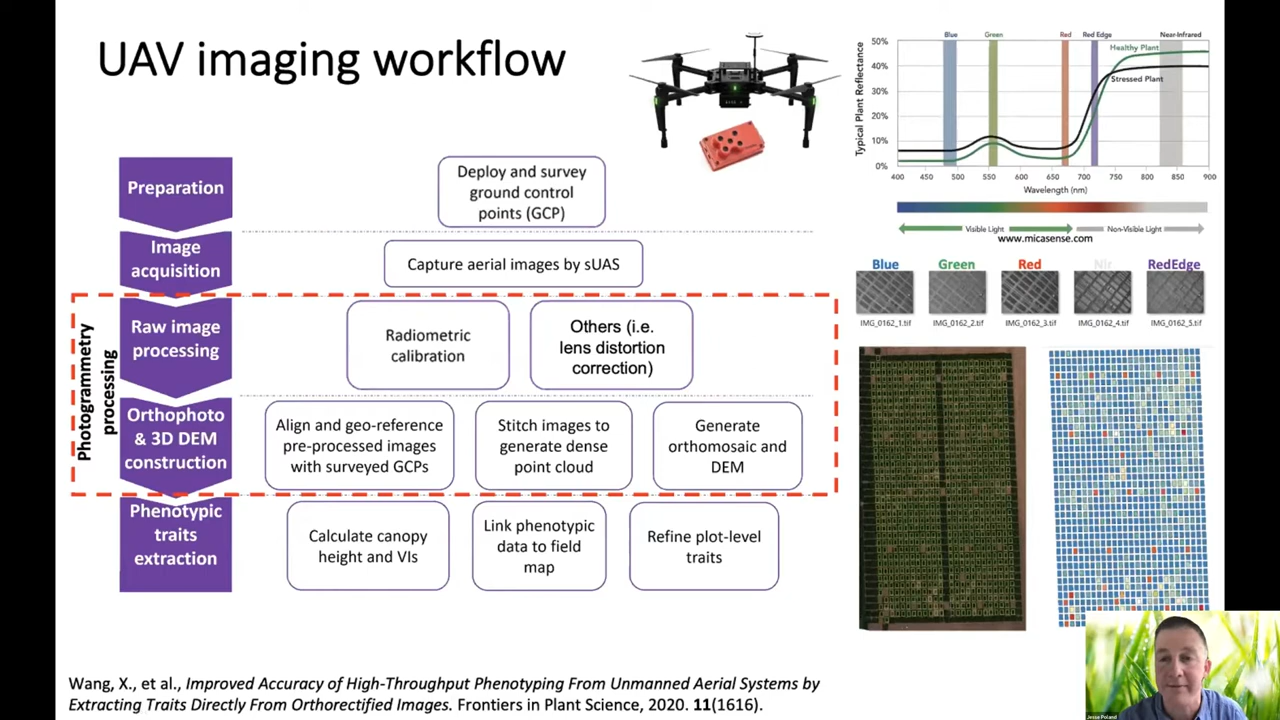 UAV imaging workflow
Preparation
Deploy and survey
ground control
points (GCP)
Image
acquisition
Capture aerial images by sUAS
Photogrammetry
processing
Raw image
processing
Radiometric
calibration
Others (i.e.
lens distortion
correction)
Orthophoto
& 3D DEM
construction
Align and geo-reference
pre-processed images
with surveyed GCPs
Stitch images to
generate dense
point cloud
Generate
orthomosaic and
DEM
Phenotypic
traits
extraction
Calculate canopy
height and VIs
Link phenotypic
data to field
map
Refine plot-level
traits
Blue Green Red Red Edge Near-Infrared
Typical Plant Reflectance
50%
40%
30%
20%
10%
0%
Healthy Plant
Stressed Plant
400 450 500 550 600 650 700 750 800 850 900
Wavelength (nm)
Visible Light Non-Visible Light
www.micasense.com
Blue Green Red Nir RedEdge
IMG_0162_1.tif IMG_0162_2.tif IMG_0162_3.tif IMG_0162_4.tif IMG_0162_5.tif
Wang, X., et al., Improved Accuracy of High-Throughput Phenotyping From Unmanned Aerial Systems by
Extracting Traits Directly From Orthorectified Images. Frontiers in Plant Science, 2020. 11(1616).
Jesse Poland